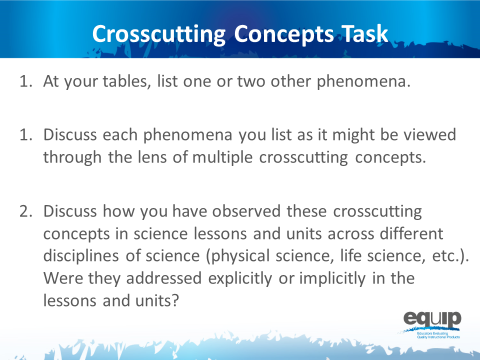 Crosscutting Concepts Task
1. At your tables, list one or two other phenomena.
1. Discuss each phenomena you list as it might be viewed
through the lens of multiple crosscutting concepts.
2. Discuss how you have observed these crosscutting
concepts in science lessons and units across different
disciplines of science (physical science, life science, etc.).
Were they addressed explicitly or implicitly in the
lessons and units?
equip
Educators Evaluating
Quality Instructional Products